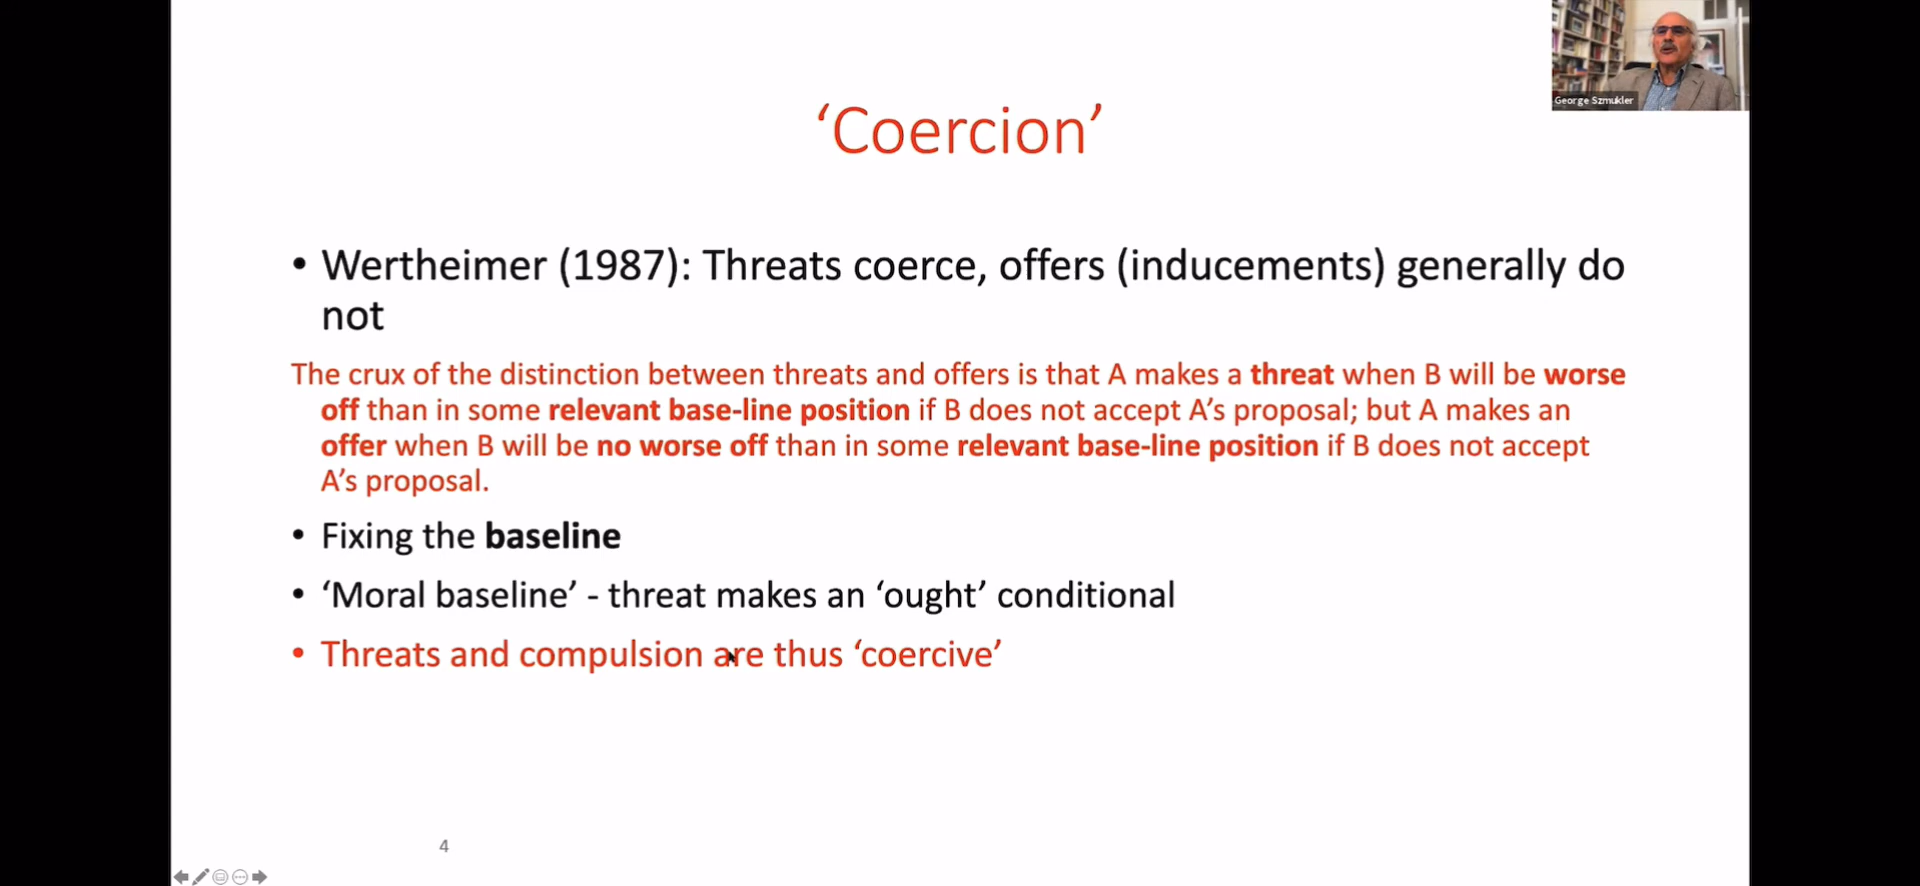 George Szmukler
‘Coercion’
• Wertheimer (1987): Threats coerce, offers (inducements) generally do
not
The crux of the distinction between threats and offers is that A makes a threat when B will be worse
off than in some relevant base-line position if B does not accept A’s proposal; but A makes an
offer when B will be no worse off than in some relevant base-line position if B does not accept
A’s proposal.
• Fixing the baseline
• ‘Moral baseline’ - threat makes an ‘ought’ conditional
• Threats and compulsion are thus ‘coercive’
4